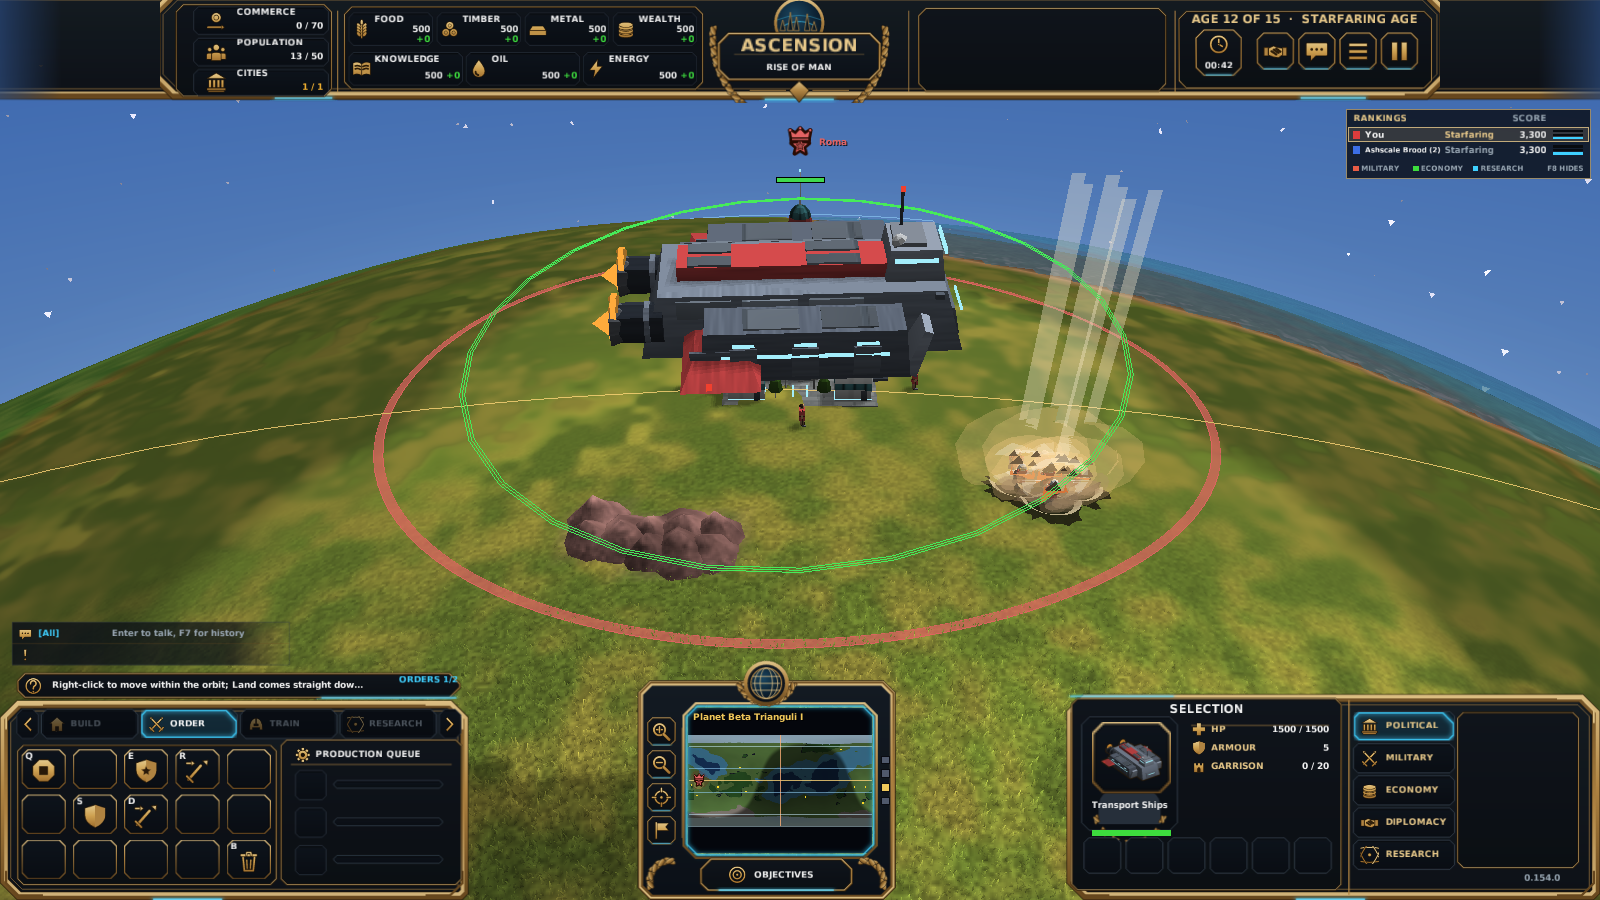 COMMERCE
0 / 70
POPULATION
13 / 50
CITIES
1 / 1
FOOD
500
+0
TIMBER
500
+0
METAL
500
+0
WEALTH
500
+0
KNOWLEDGE
500 +0
OIL
500 +0
ENERGY
500 +0
ASCENSION
RISE OF MAN
AGE 12 OF 15 · STARFARING AGE
00:42
RANKINGS SCORE
You Starfaring 3,300
Ashscale Brood (2) Starfaring 3,300
MILITARY ECONOMY RESEARCH F8 HIDES
Roma
[All] Enter to talk, F7 for history
!
Right-click to move within the orbit; Land comes straight dow...
ORDERS 1/2
BUILD
ORDER
TRAIN
RESEARCH
Q
E
R
S
D
B
PRODUCTION QUEUE
Planet Beta Trianguli I
OBJECTIVES
SELECTION
HP 1500 / 1500
ARMOUR 5
GARRISON 0 / 20
Transport Ships
POLITICAL
MILITARY
ECONOMY
DIPLOMACY
RESEARCH
0.154.0